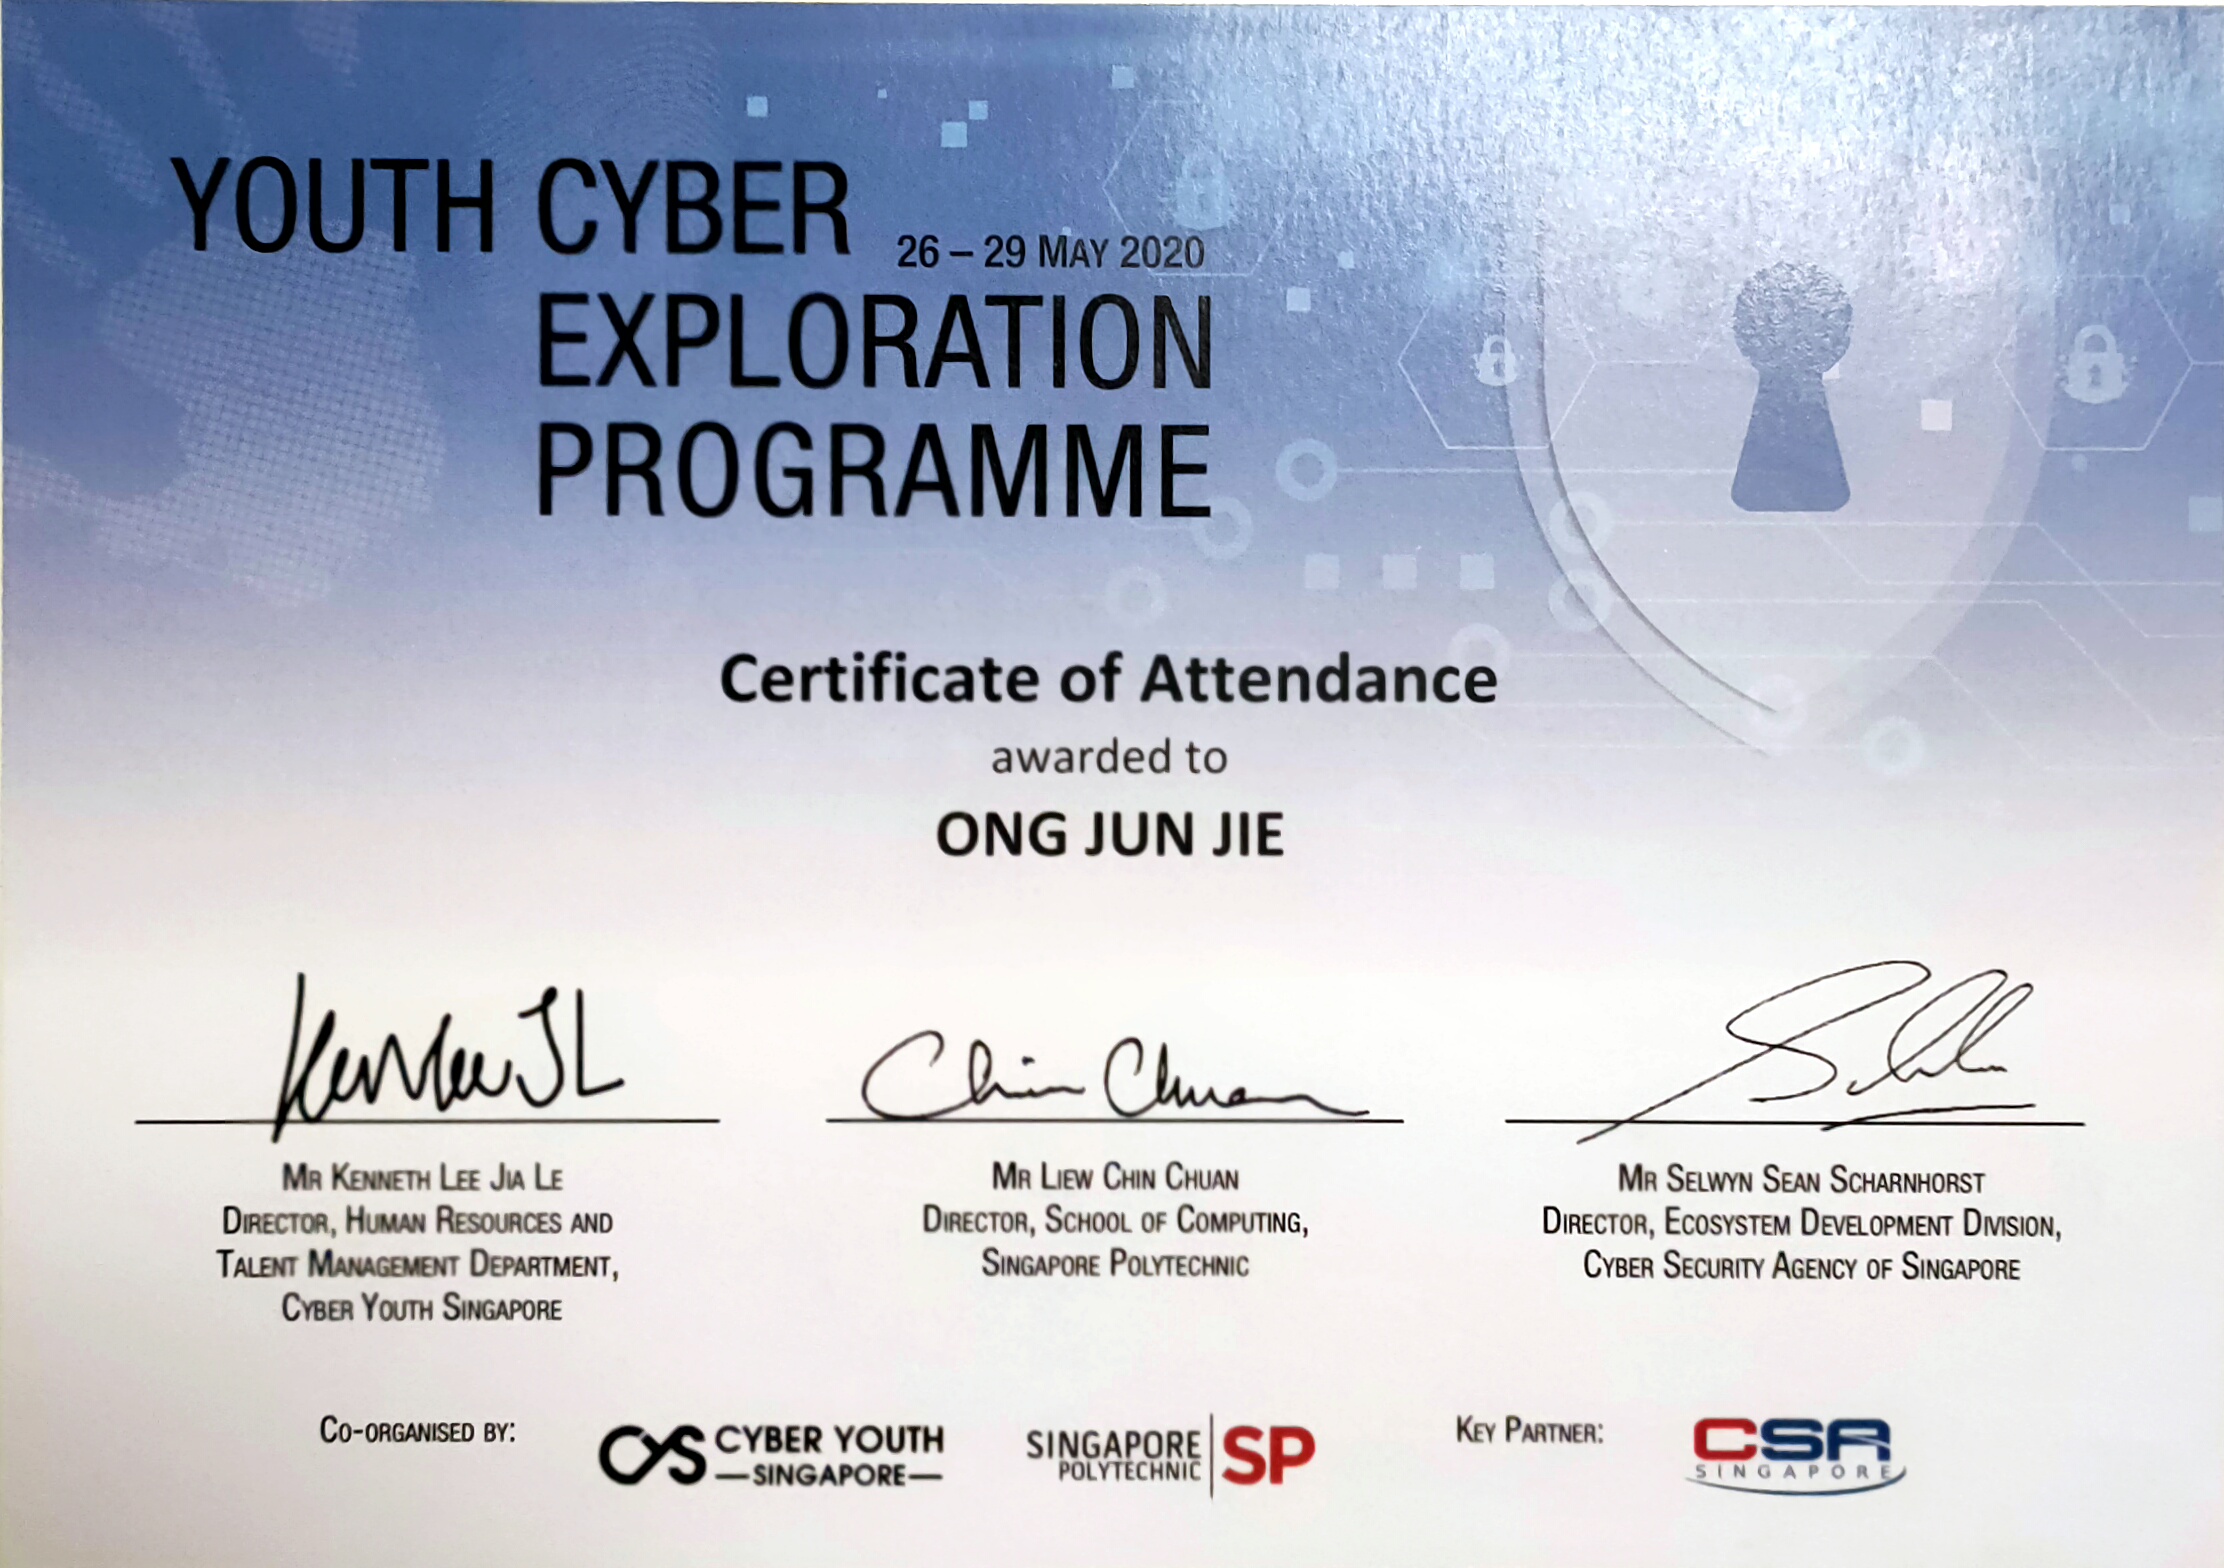 YOUTH CYBER
26 – 29 MAY 2020
EXPLORATION
PROGRAMME
Certificate of Attendance
awarded to
ONG JUN JIE
Kenneth Lee JL
Chin Chuan
MR KENNETH LEE JIA LE
DIRECTOR, HUMAN RESOURCES AND
TALENT MANAGEMENT DEPARTMENT,
CYBER YOUTH SINGAPORE
MR LIEW CHIN CHUAN
DIRECTOR, SCHOOL OF COMPUTING,
SINGAPORE POLYTECHNIC
MR SELWYN SEAN SCHARNHORST
DIRECTOR, ECOSYSTEM DEVELOPMENT DIVISION,
CYBER SECURITY AGENCY OF SINGAPORE
CO-ORGANISED BY:
CYS CYBER YOUTH
SINGAPORE
SINGAPORE
POLYTECHNIC
SP
KEY PARTNER:
CSA
SINGAPORE